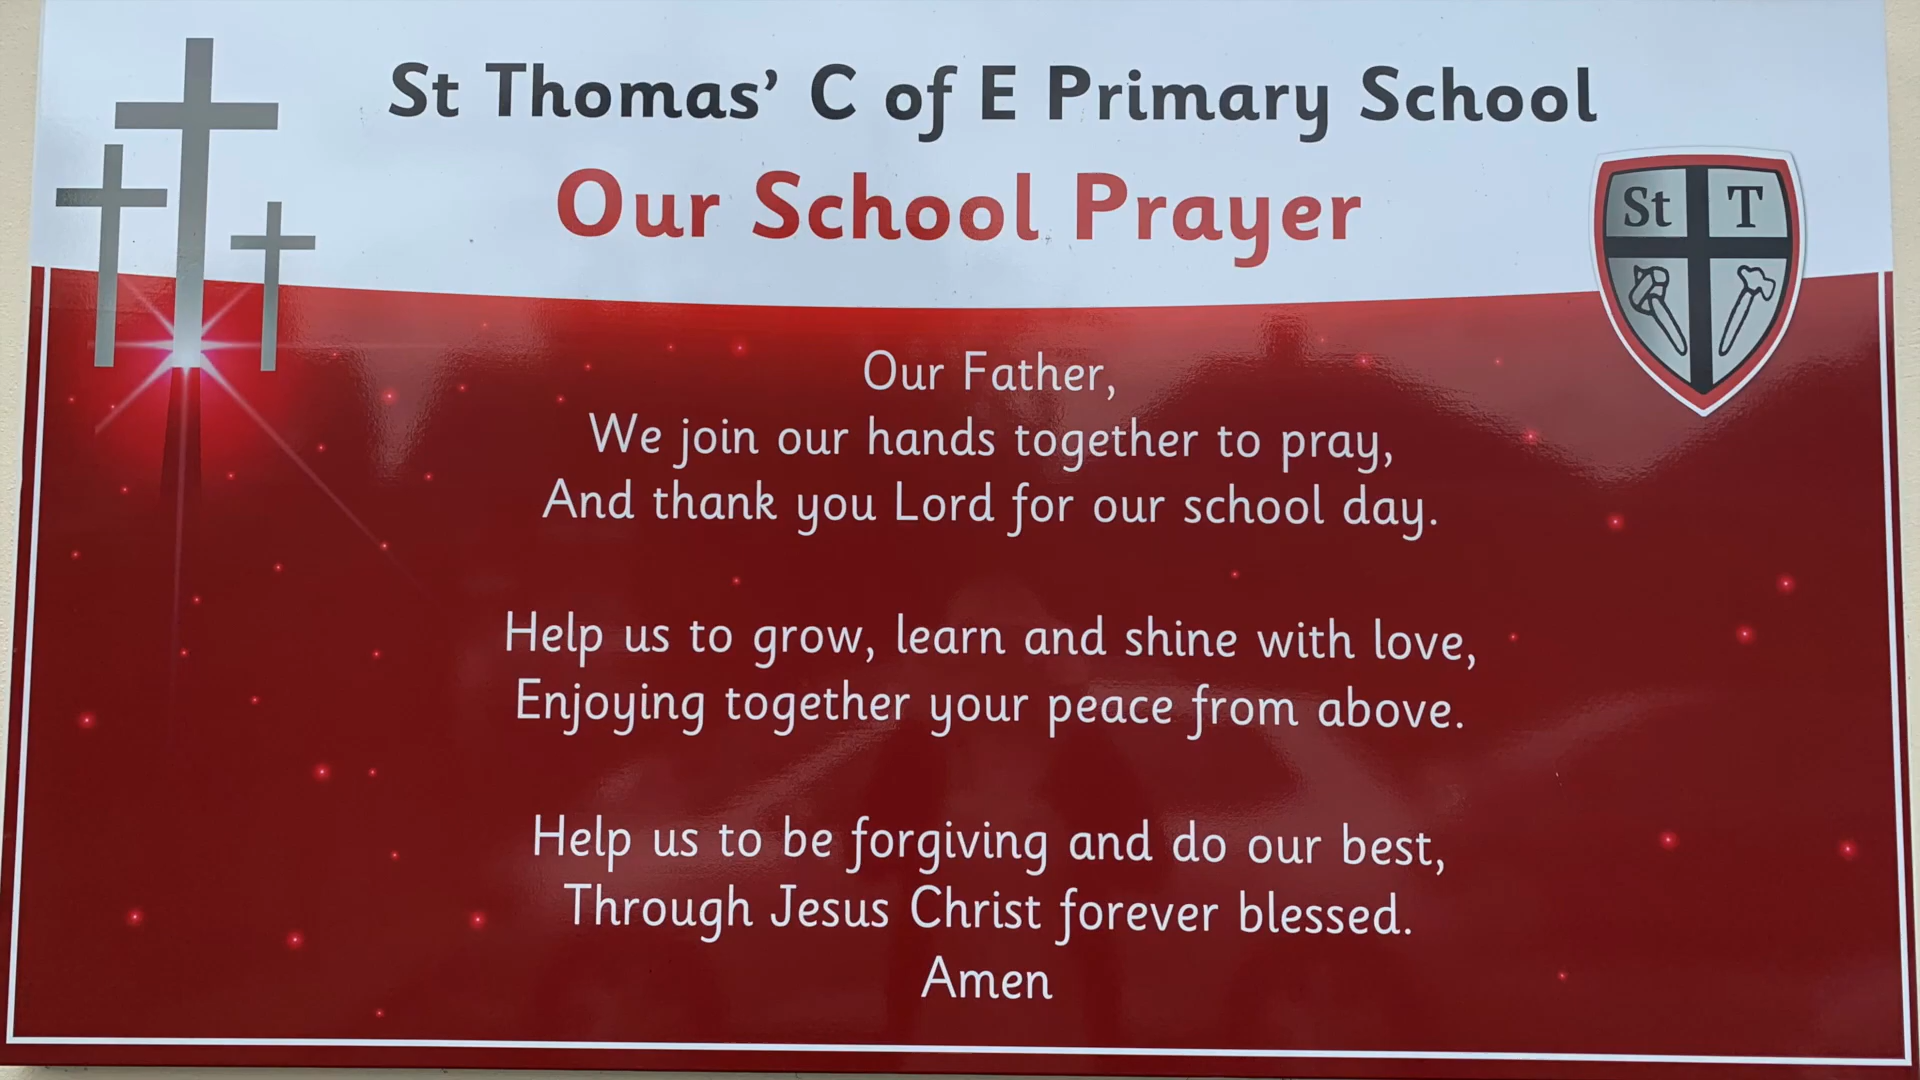 St Thomas' C of E Primary School
Our School Prayer
St T
Our Father,
We join our hands together to pray,
And thank you Lord for our school day.
Help us to grow, learn and shine with love,
Enjoying together your peace from above.
Help us to be forgiving and do our best,
Through Jesus Christ forever blessed.
Amen